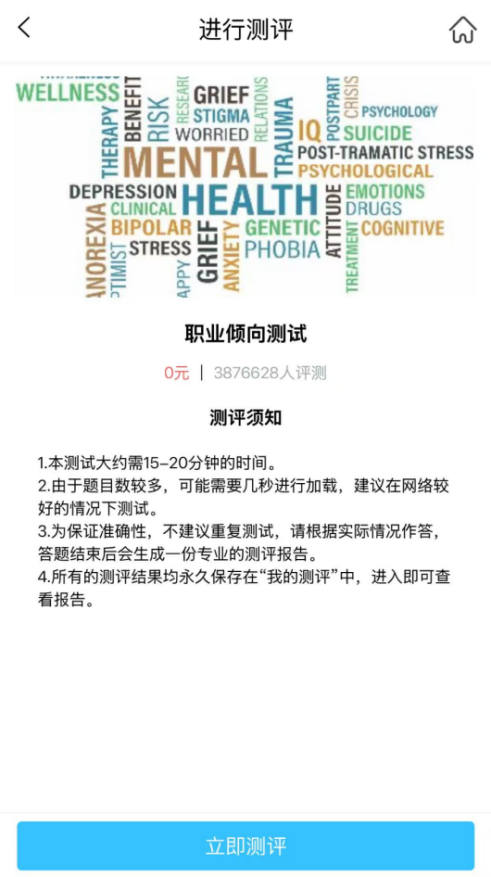 进行测评
WELLNESS
THERAPY
BENEFIT
RISK
GRIEF
STIGMA
WORRIED
RELATIONS
TRAUMA
IQ
POSTPART
CRISIS
PSYCHOLOGY
SUICIDE
POST-TRAMATIC STRESS
MENTAL
PSYCHOLOGICAL
DEPRESSION
HEALTH
ATTITUDE
EMOTIONS
CLINICAL
DRUGS
ANOREXIA
BIPOLAR
GRIEF
ANXIETY
GENETIC
TREATMENT
COGNITIVE
PTIMIST
STRESS
APPY
PHOBIA
职业倾向测试
0元 | 3876628人评测
测评须知
1.本测试大约需15–20分钟的时间。
2.由于题目数较多，可能需要几秒进行加载，建议在网络较
好的情况下测试。
3.为保证准确性，不建议重复测试，请根据实际情况作答，
答题结束后会生成一份专业的测评报告。
4.所有的测评结果均永久保存在“我的测评”中，进入即可查
看报告。
立即测评